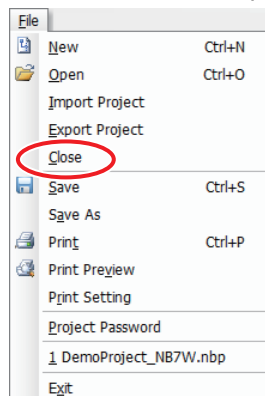 File
New Ctrl+N
Open Ctrl+O
Import Project
Export Project
Close
Save Ctrl+S
Save As
Print Ctrl+P
Print Preview
Print Setting
Project Password
1 DemoProject_NB7W.nbp
Exit